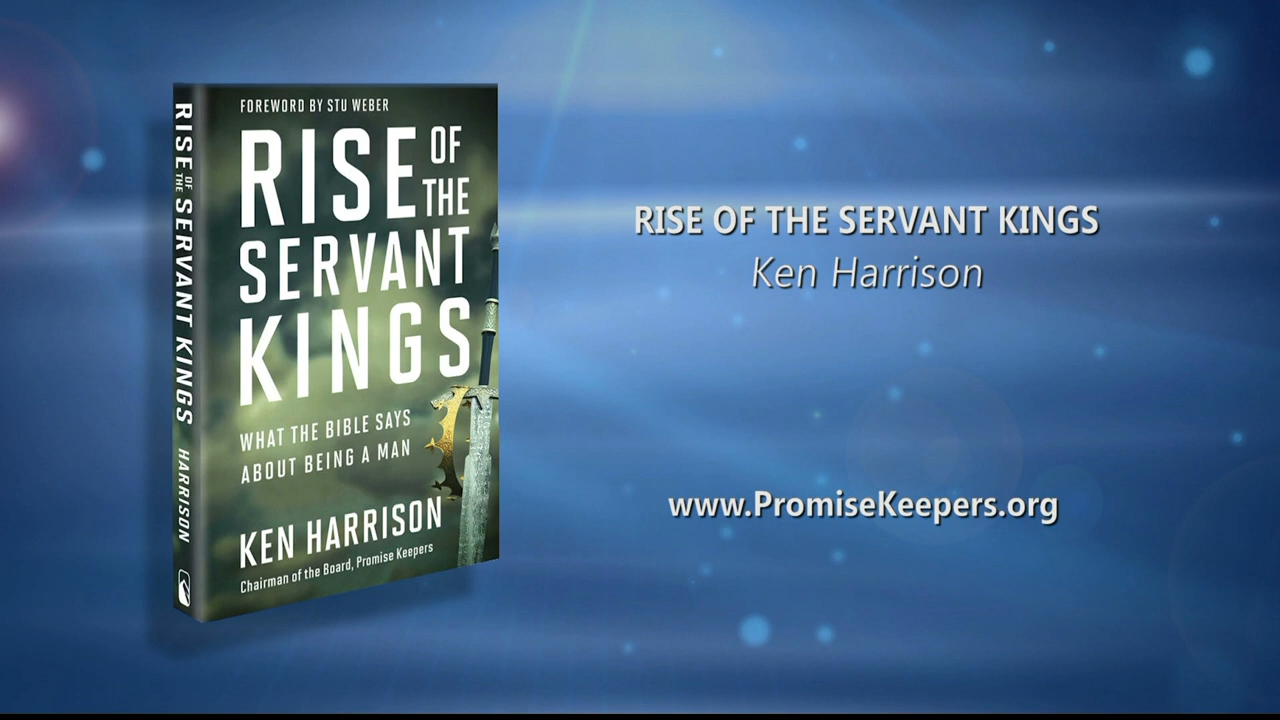 RISE OF THE SERVANT KINGS HARRISON
FOREWORD BY STU WEBER
RISE OF
THE
SERVANT
KINGS
WHAT THE BIBLE SAYS
ABOUT BEING A MAN
KEN HARRISON
Chairman of the Board, Promise Keepers
RISE OF THE SERVANT KINGS
Ken Harrison
www.PromiseKeepers.org